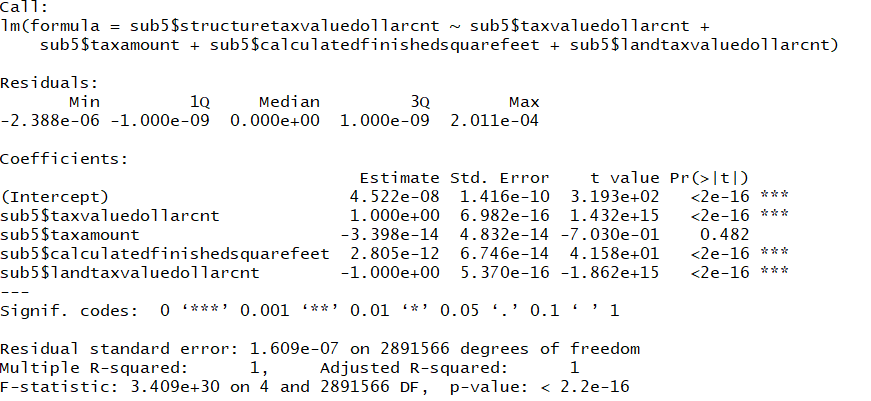 Call:
lm(formula = sub5$structuretaxvaluedollarcnt ~ sub5$taxvaluedollarcnt +
    sub5$taxamount + sub5$calculatedfinishedsquarefeet + sub5$landtaxvaluedollarcnt)

Residuals:
       Min         1Q     Median         3Q        Max
-2.388e-06 -1.000e-09  0.000e+00  1.000e-09  2.011e-04

Coefficients:
                                    Estimate Std. Error    t value Pr(>|t|)
(Intercept)                        4.522e-08  1.416e-10  3.193e+02   <2e-16 ***
sub5$taxvaluedollarcnt             1.000e+00  6.982e-16  1.432e+15   <2e-16 ***
sub5$taxamount                    -3.398e-14  4.832e-14 -7.030e-01    0.482
sub5$calculatedfinishedsquarefeet  2.805e-12  6.746e-14  4.158e+01   <2e-16 ***
sub5$landtaxvaluedollarcnt        -1.000e+00  5.370e-16 -1.862e+15   <2e-16 ***
---
Signif. codes:  0 ‘***’ 0.001 ‘**’ 0.01 ‘*’ 0.05 ‘.’ 0.1 ‘ ’ 1

Residual standard error: 1.609e-07 on 2891566 degrees of freedom
Multiple R-squared:      1,	Adjusted R-squared:      1
F-statistic: 3.409e+30 on 4 and 2891566 DF,  p-value: < 2.2e-16